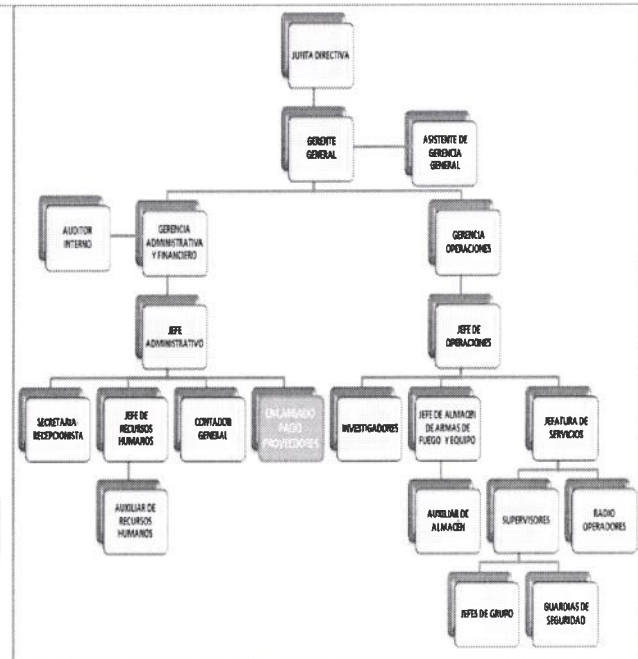 JUNTA DIRECTIVA
GERENTE
GENERAL
ASISTENTE DE
GERENCIA
GENERAL
AUDITOR
INTERNO
GERENCIA
ADMINISTRATIVA
Y FINANCIERO
GERENCIA
OPERACIONES
JEFE
ADMINISTRATIVO
JEFE DE
OPERACIONES
SECRETARIA
RECEPCIONISTA
JEFE DE
RECURSOS
HUMANOS
CONTADOR
GENERAL
ENCARGADO
PAGO
PROVEEDORES
INVESTIGADORES
JEFE DE ALMACEN
DE ARMAS DE
FUEGO Y EQUIPO
JEFATURA DE
SERVICIOS
AUXILIAR DE
RECURSOS
HUMANOS
AUXILIAR DE
ALMACÉN
SUPERVISORES
RADIO
OPERADORES
JEFES DE GRUPO
GUARDIAS DE
SEGURIDAD